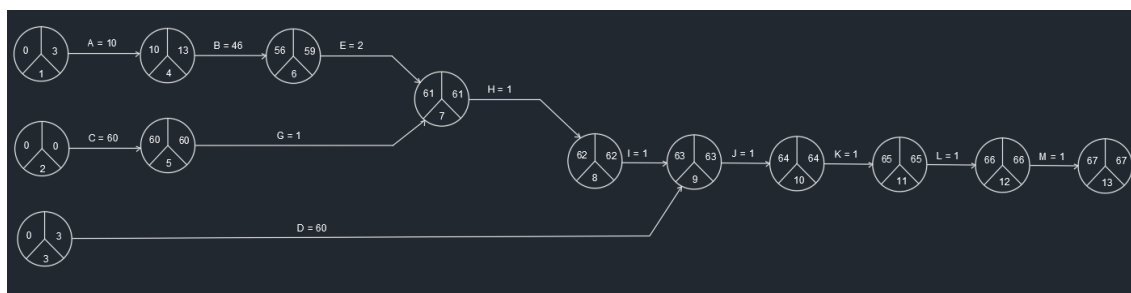 A = 10
B = 46
E = 2
0 3
1
10 13
4
56 59
6
61 61
7
H = 1
C = 60
G = 1
0 0
2
60 60
5
62 62
8
I = 1
63 63
9
J = 1
64 64
10
K = 1
65 65
11
L = 1
66 66
12
M = 1
67 67
13
D = 60
0 3
3